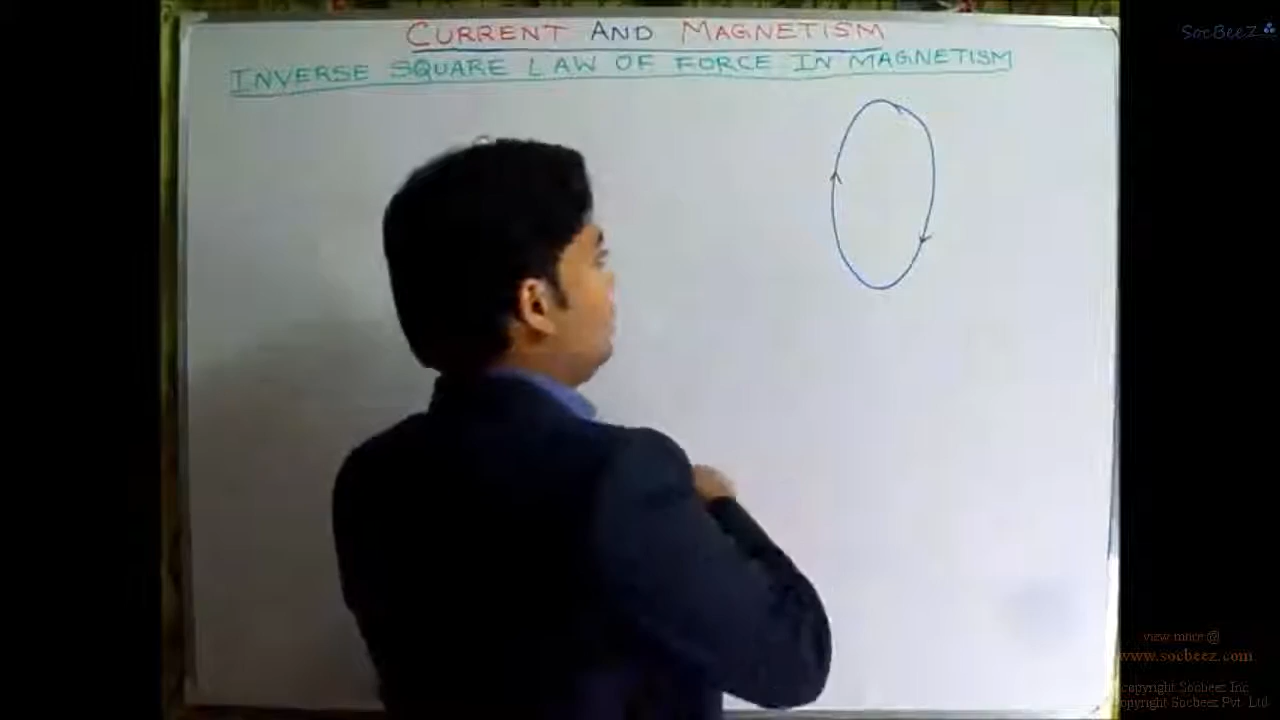 CURRENT AND MAGNETISM
SocBeeZ
INVERSE SQUARE LAW OF FORCE IN MAGNETISM
view more @
www.socbeez.com
copyright Socbeez Inc
copyright Socbeez Pvt. Ltd